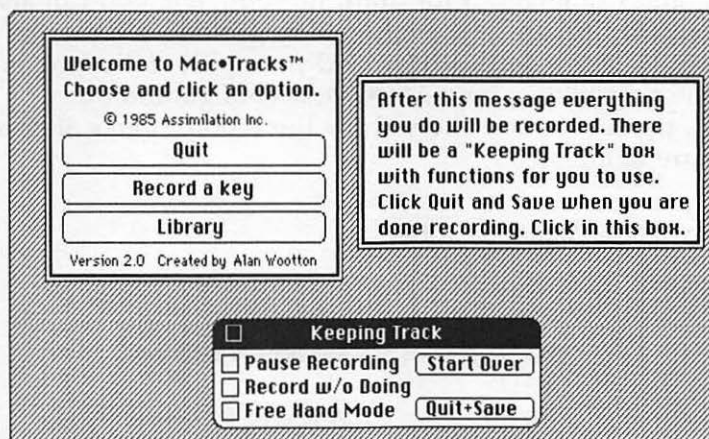 Welcome to Mac•Tracks™
Choose and click an option.
© 1985 Assimilation Inc.
Quit
Record a key
Library
Version 2.0 Created by Alan Wootton
After this message everything
you do will be recorded. There
will be a "Keeping Track" box
with functions for you to use.
Click Quit and Save when you are
done recording. Click in this box.
Keeping Track
Pause Recording
Start Over
Record w/o Doing
Free Hand Mode
Quit+Save